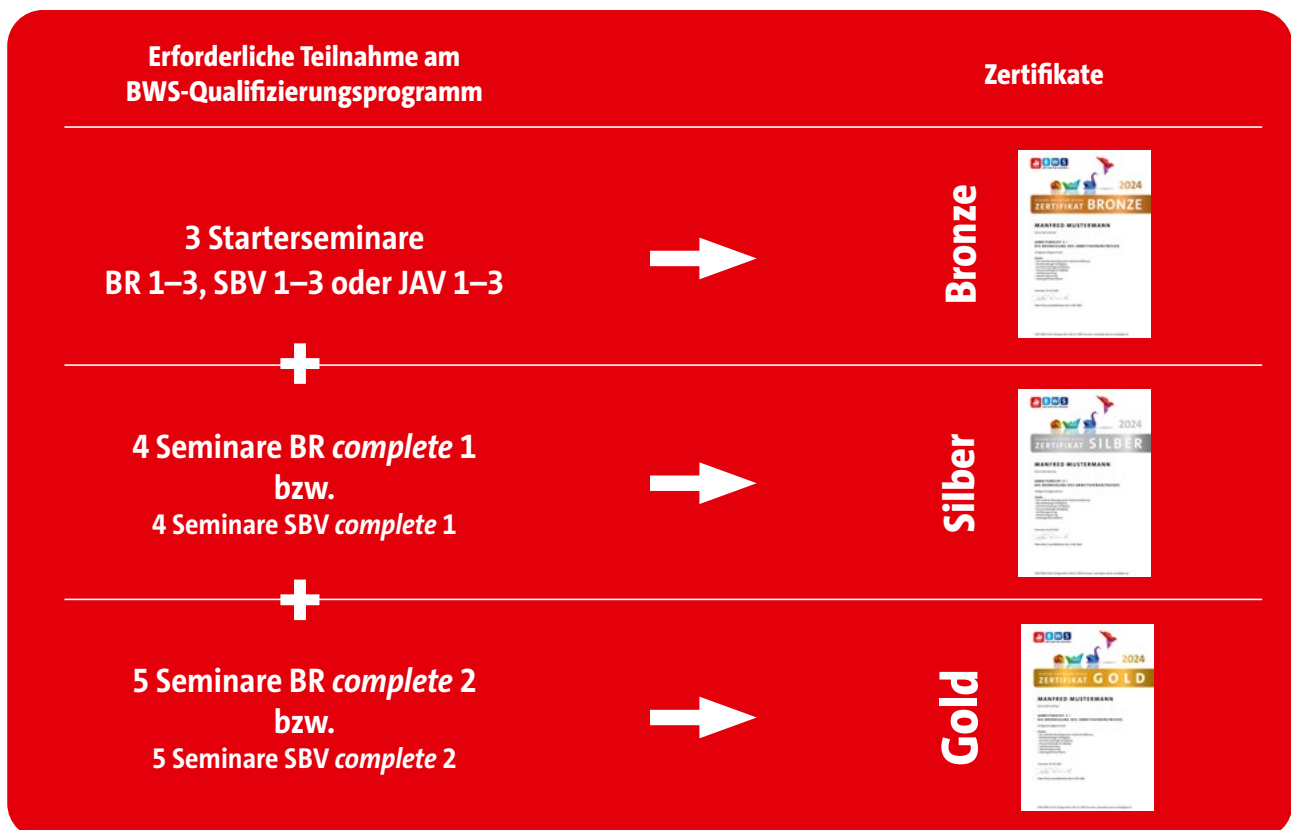 Erforderliche Teilnahme am
BWS-Qualifizierungsprogramm
Zertifikate
3 Starterseminare
BR 1–3, SBV 1–3 oder JAV 1–3
Bronze
BWS
2024
ZERTIFIKAT BRONZE
MANFRED MUSTERMANN
4 Seminare BR complete 1
bzw.
4 Seminare SBV complete 1
Silber
BWS
2024
ZERTIFIKAT SILBER
MANFRED MUSTERMANN
5 Seminare BR complete 2
bzw.
5 Seminare SBV complete 2
Gold
BWS
2024
ZERTIFIKAT GOLD
MANFRED MUSTERMANN